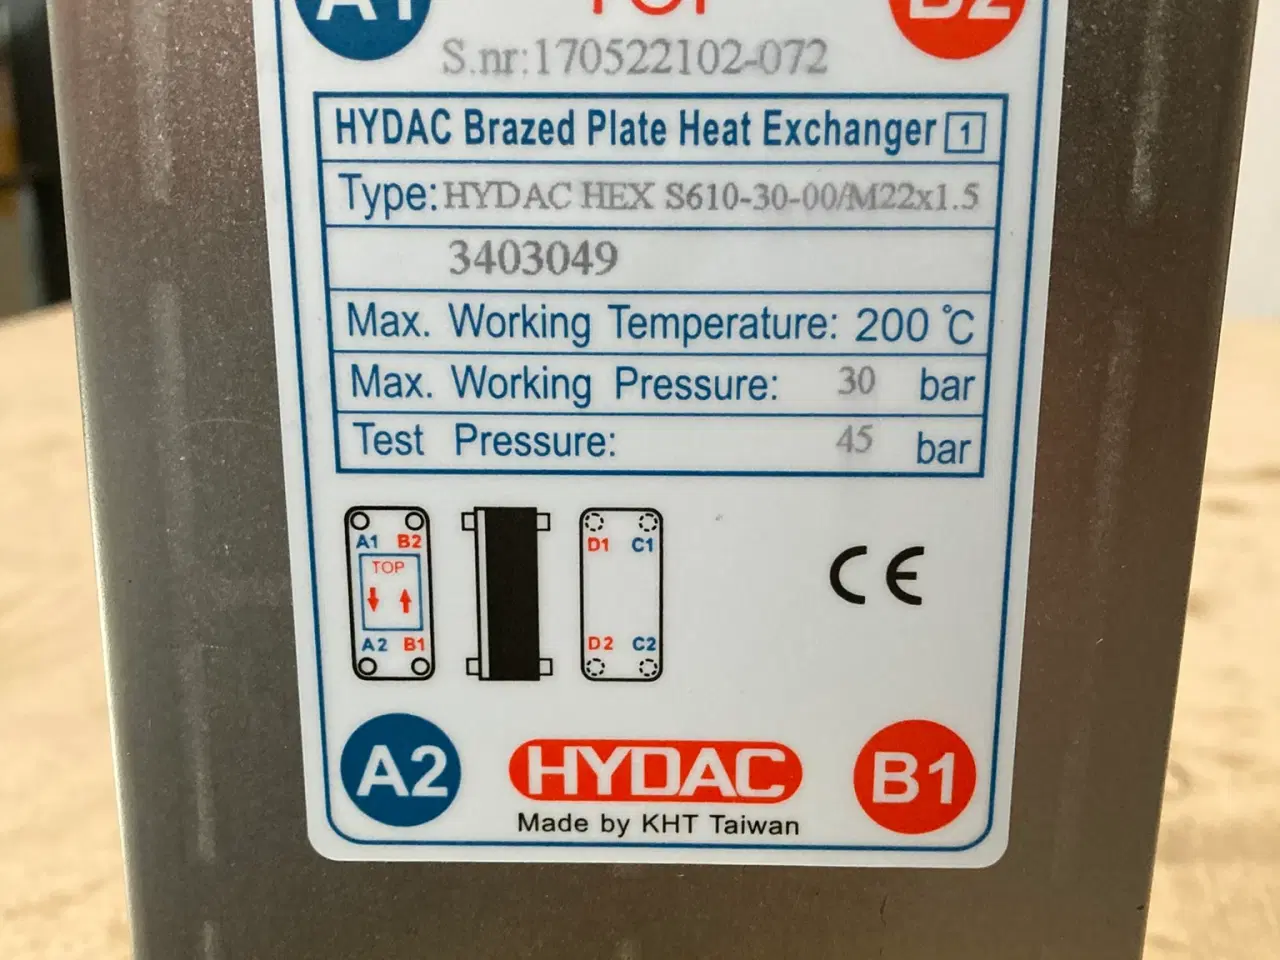 A1 TOP B2
S.nr:170522102-072
HYDAC Brazed Plate Heat Exchanger 1
Type: HYDAC HEX S610-30-00/M22x1.5
3403049
Max. Working Temperature: 200 °C
Max. Working Pressure: 30 bar
Test Pressure: 45 bar
A1 B2
TOP
A2 B1
D1 C1
D2 C2
CE
A2 HYDAC B1
Made by KHT Taiwan